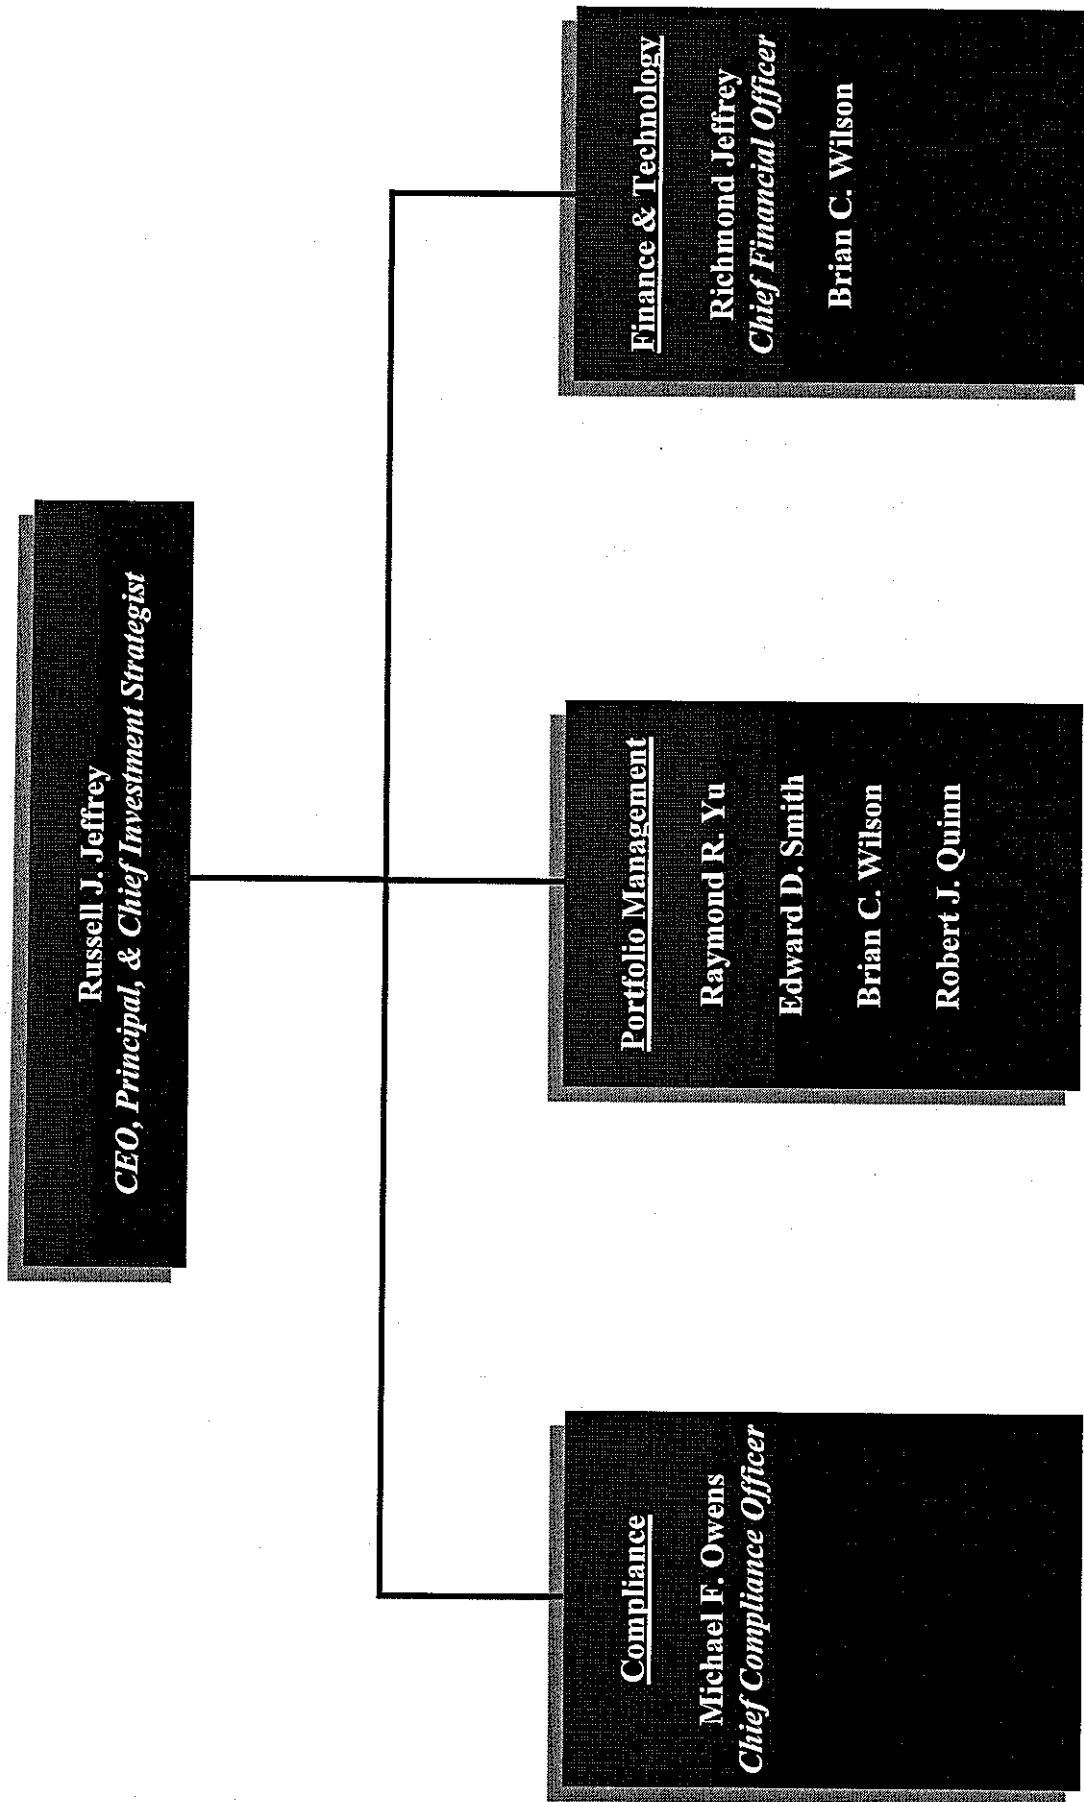 Russell J. Jeffrey
CEO, Principal, & Chief Investment Strategist
Compliance
Michael F. Owens
Chief Compliance Officer
Portfolio Management
Raymond R. Yu
Edward D. Smith
Brian C. Wilson
Robert J. Quinn
Finance & Technology
Richmond Jeffrey
Chief Financial Officer
Brian C. Wilson